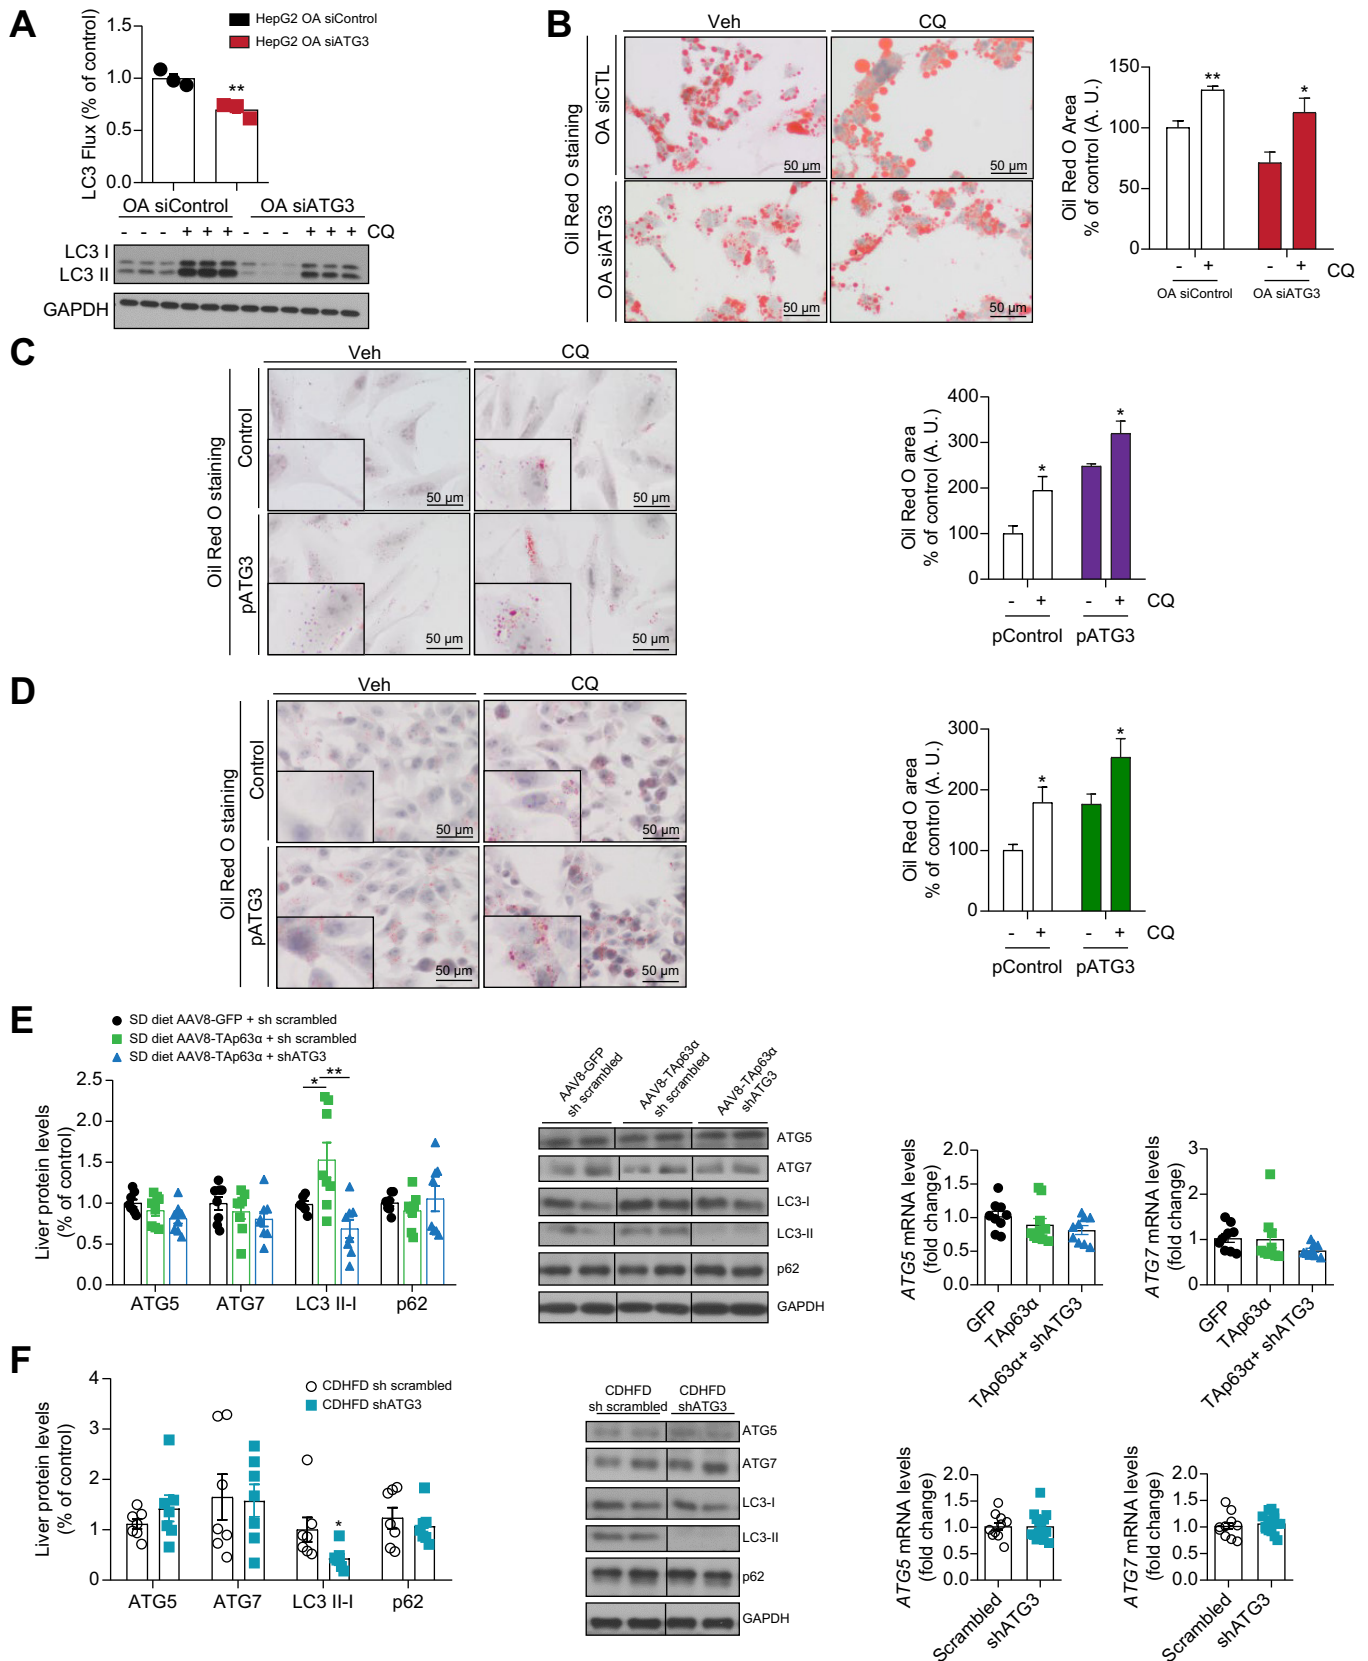 A
LC3 Flux (% of control)
1.5
1.0
0.5
0.0
HepG2 OA siControl
HepG2 OA siATG3
**
OA siControl OA siATG3
- - - + + + - - - + + + CQ
LC3 I
LC3 II
GAPDH
B
Veh CQ
Oil Red O staining
OA siCTL
OA siATG3
50 µm
50 µm
50 µm
50 µm
Oil Red O Area
% of control (A. U.)
150
100
50
0
**
*
- + - + CQ
OA siControl OA siATG3
C
Veh CQ
Oil Red O staining
Control
pATG3
50 µm
50 µm
50 µm
50 µm
Oil Red O area
% of control (A. U.)
400
300
200
100
0
*
*
- + - + CQ
pControl pATG3
D
Veh CQ
Oil Red O staining
Control
pATG3
50 µm
50 µm
50 µm
50 µm
Oil Red O area
% of control (A. U.)
300
200
100
0
*
*
- + - + CQ
pControl pATG3
E
SD diet AAV8-GFP + sh scrambled
SD diet AAV8-TAp63α + sh scrambled
SD diet AAV8-TAp63α + shATG3
Liver protein levels
(% of control)
2.5
2.0
1.5
1.0
0.5
0.0
* **
ATG5 ATG7 LC3 II-I p62
AAV8-GFP
sh scrambled
AAV8-TAp63α
sh scrambled
AAV8-TAp63α
shATG3
ATG5
ATG7
LC3-I
LC3-II
p62
GAPDH
ATG5 mRNA levels
(fold change)
2.0
1.5
1.0
0.5
0.0
GFP
TAp63α
TAp63α+ shATG3
ATG7 mRNA levels
(fold change)
3
2
1
0
GFP
TAp63α
TAp63α+ shATG3
F
Liver protein levels
(% of control)
4
3
2
1
0
CDHFD sh scrambled
CDHFD shATG3
*
ATG5 ATG7 LC3 II-I p62
CDHFD CDHFD
sh scrambled shATG3
ATG5
ATG7
LC3-I
LC3-II
p62
GAPDH
ATG5 mRNA levels
(fold change)
2.0
1.5
1.0
0.5
0.0
Scrambled
shATG3
ATG7 mRNA levels
(fold change)
2.0
1.5
1.0
0.5
0.0
Scrambled
shATG3